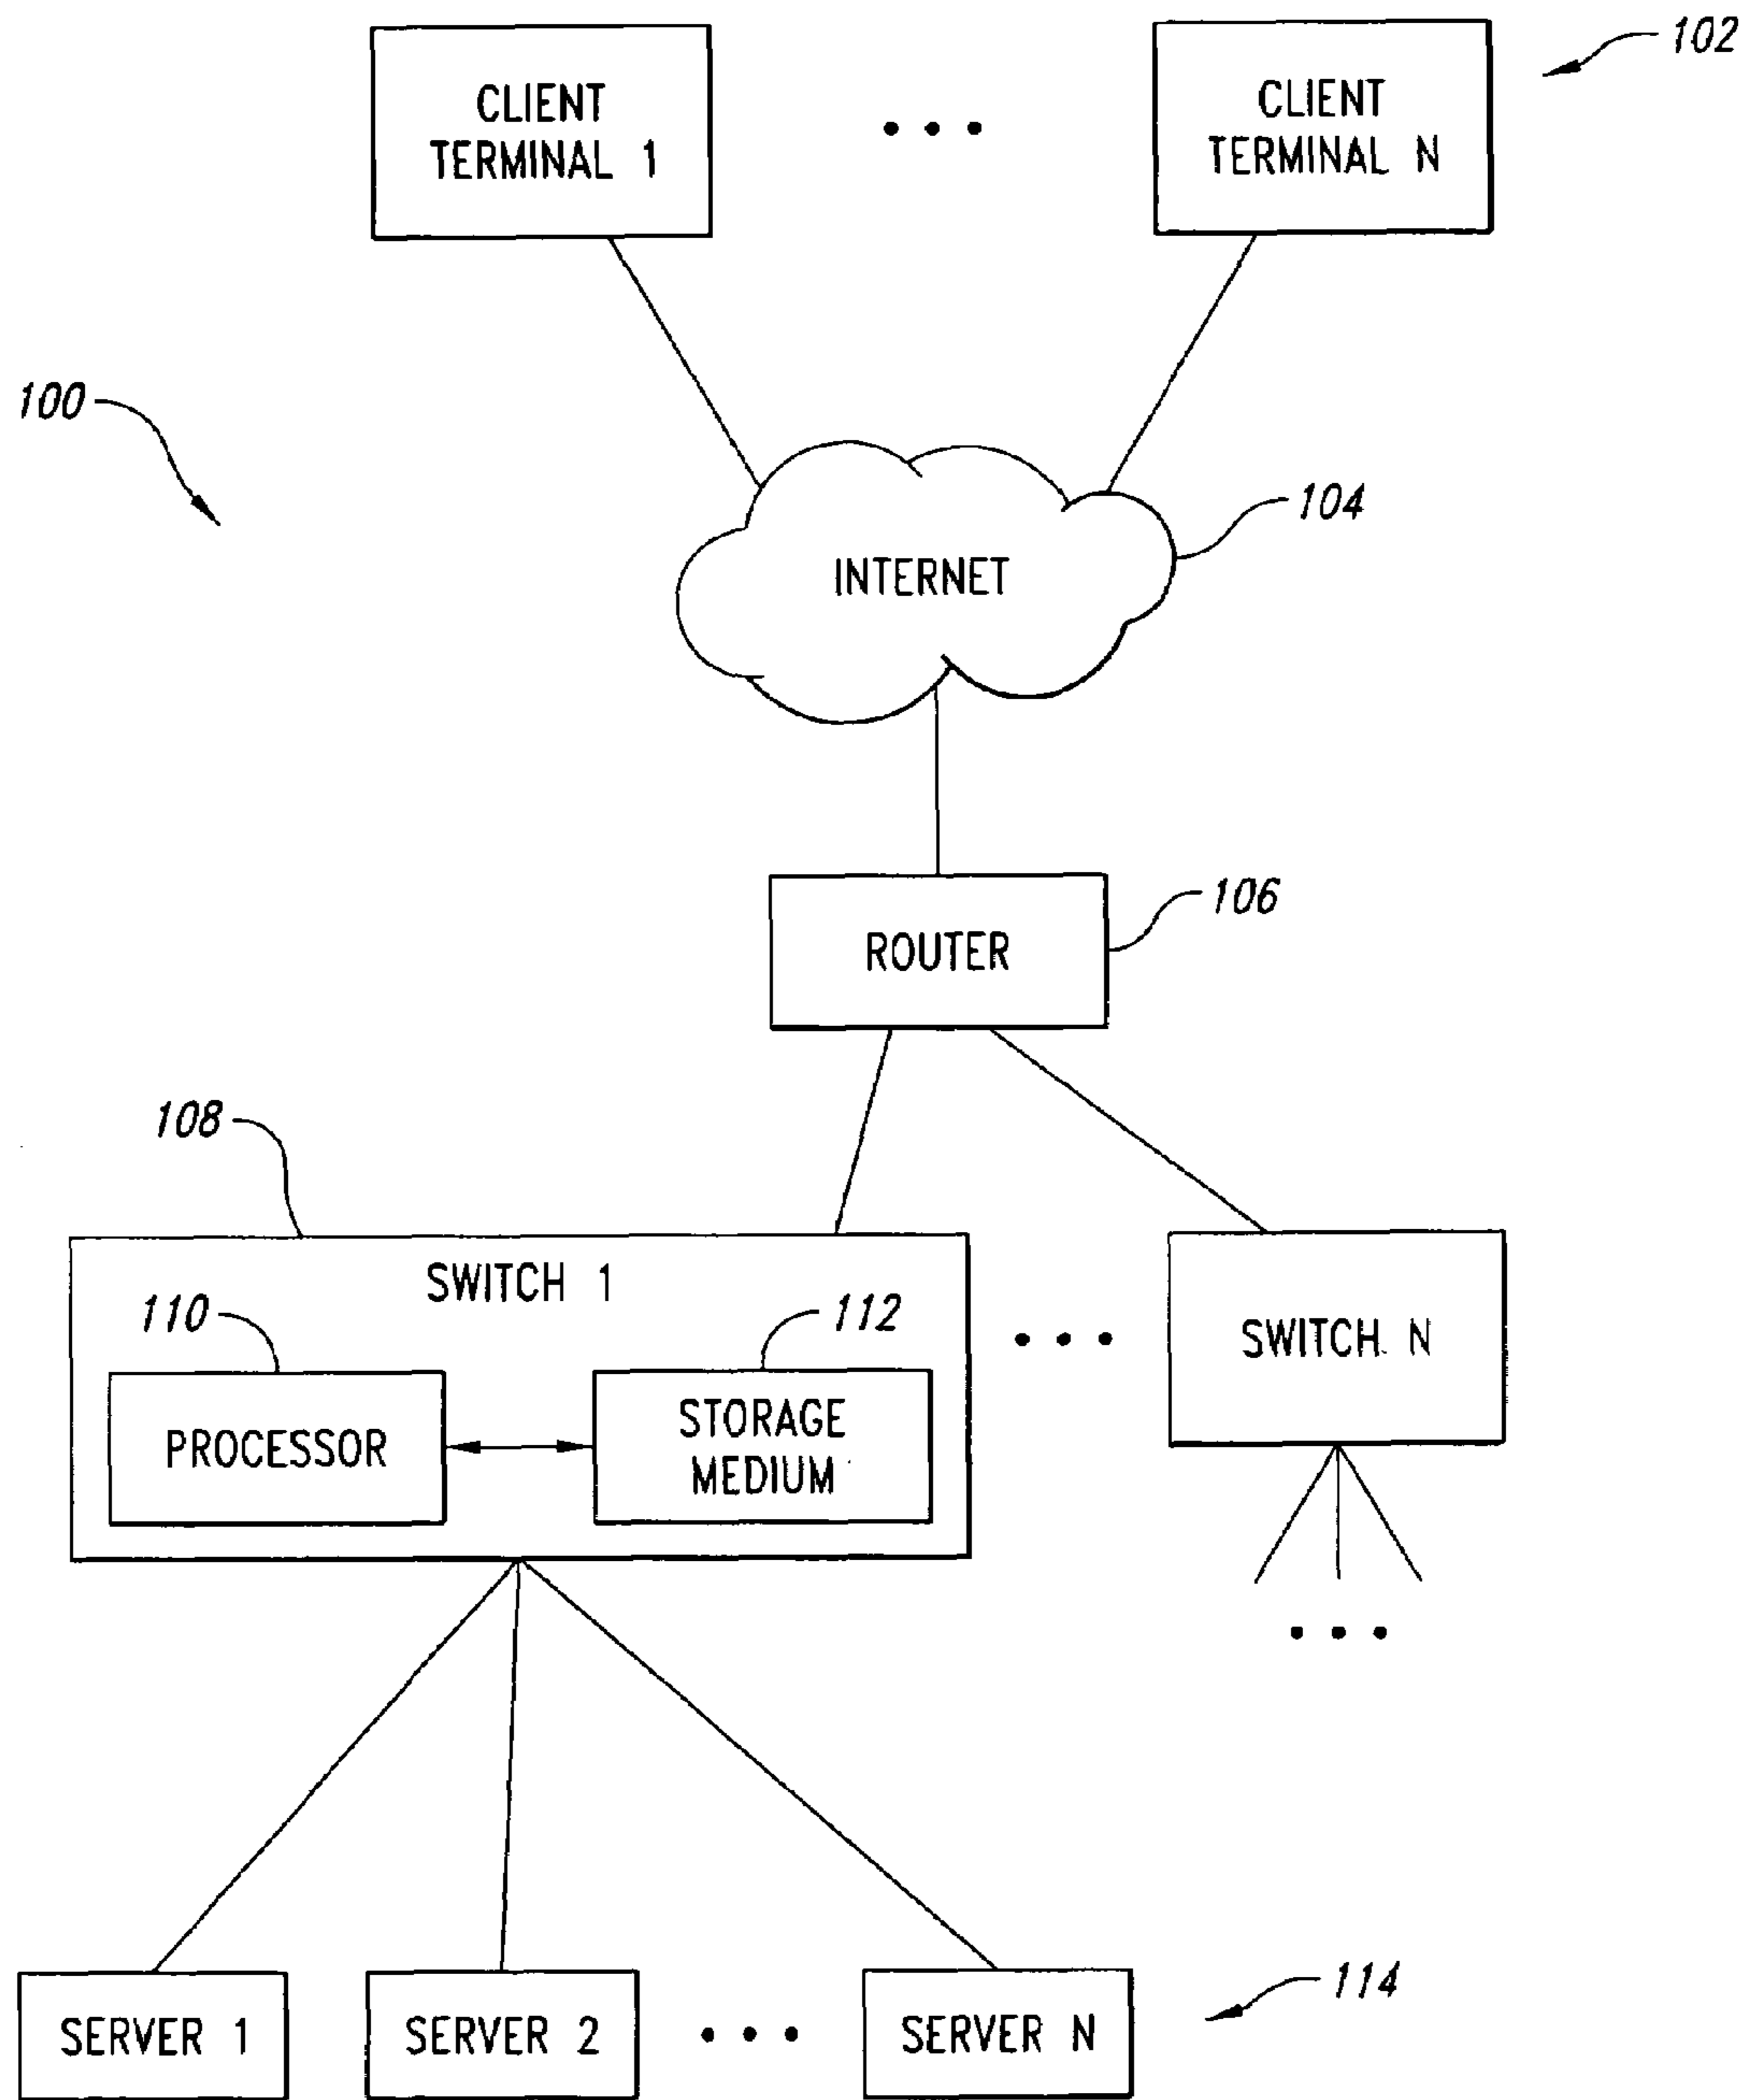 CLIENT
TERMINAL 1
CLIENT
TERMINAL N
102
100
104
INTERNET
106
ROUTER
108
SWITCH 1
110
112
PROCESSOR
STORAGE
MEDIUM
SWITCH N
114
SERVER 1
SERVER 2
SERVER N